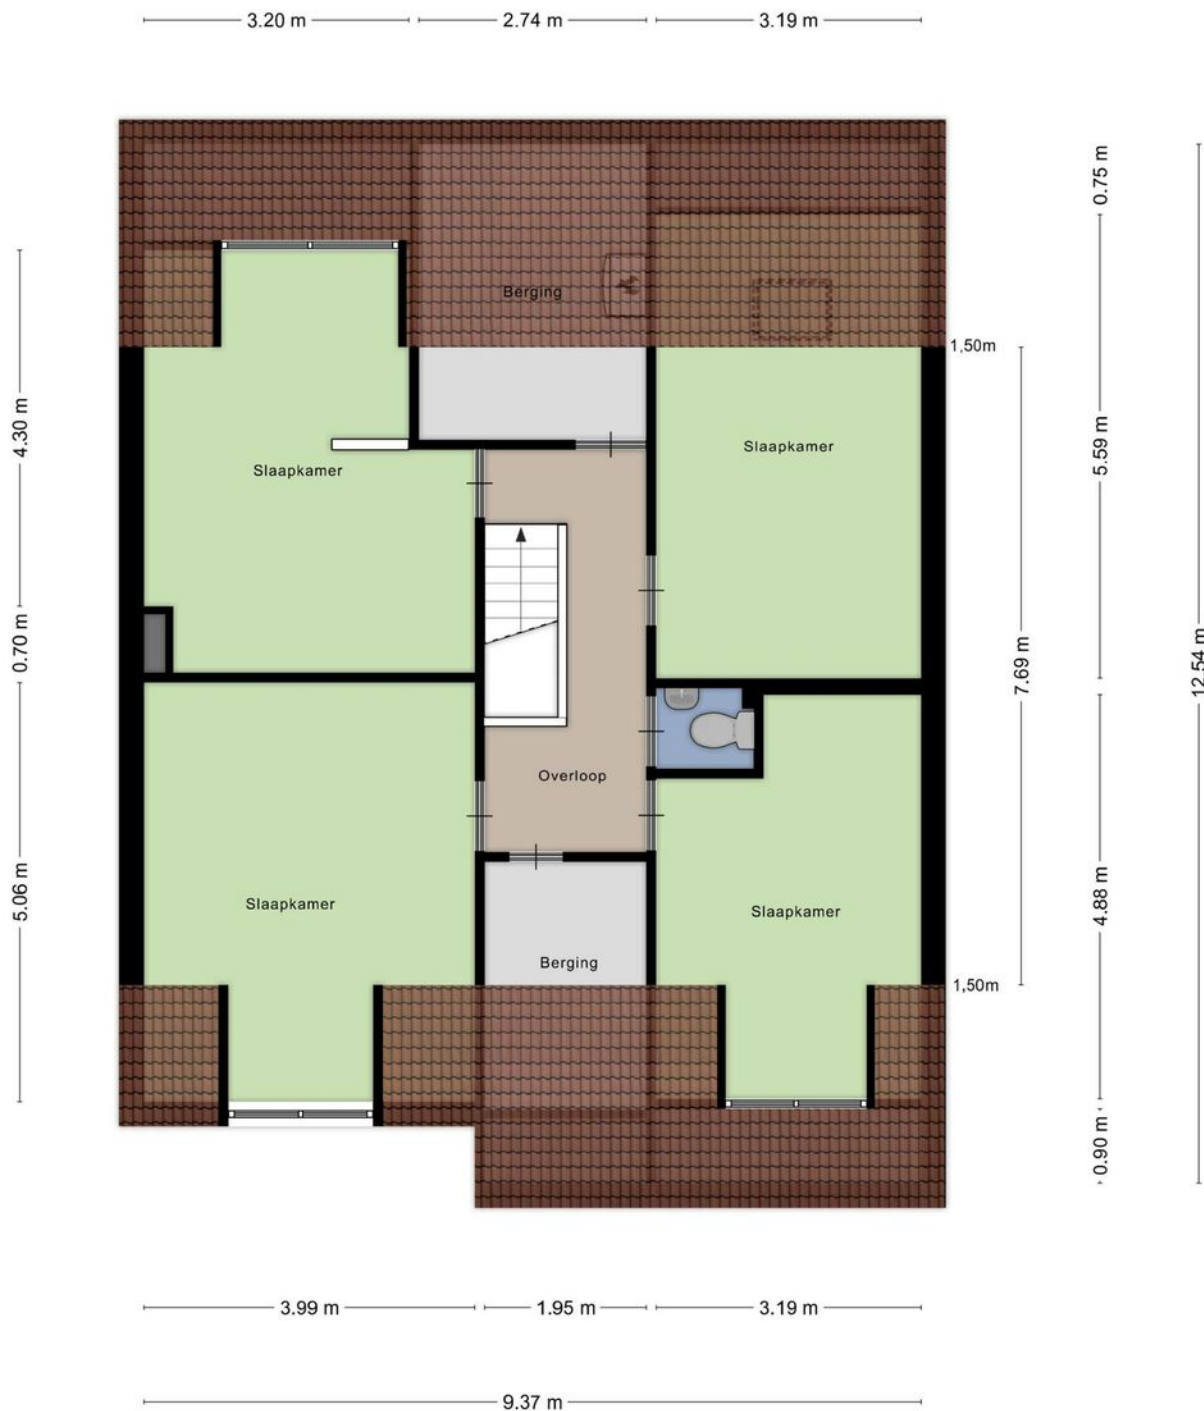 3.20 m
2.74 m
3.19 m
0.75 m
Berging
1,50m
4.30 m
5.59 m
Slaapkamer
Slaapkamer
0.70 m
7.69 m
12.54 m
Overloop
5.06 m
4.88 m
Slaapkamer
Slaapkamer
Berging
1,50m
0.90 m
3.99 m
1.95 m
3.19 m
9.37 m